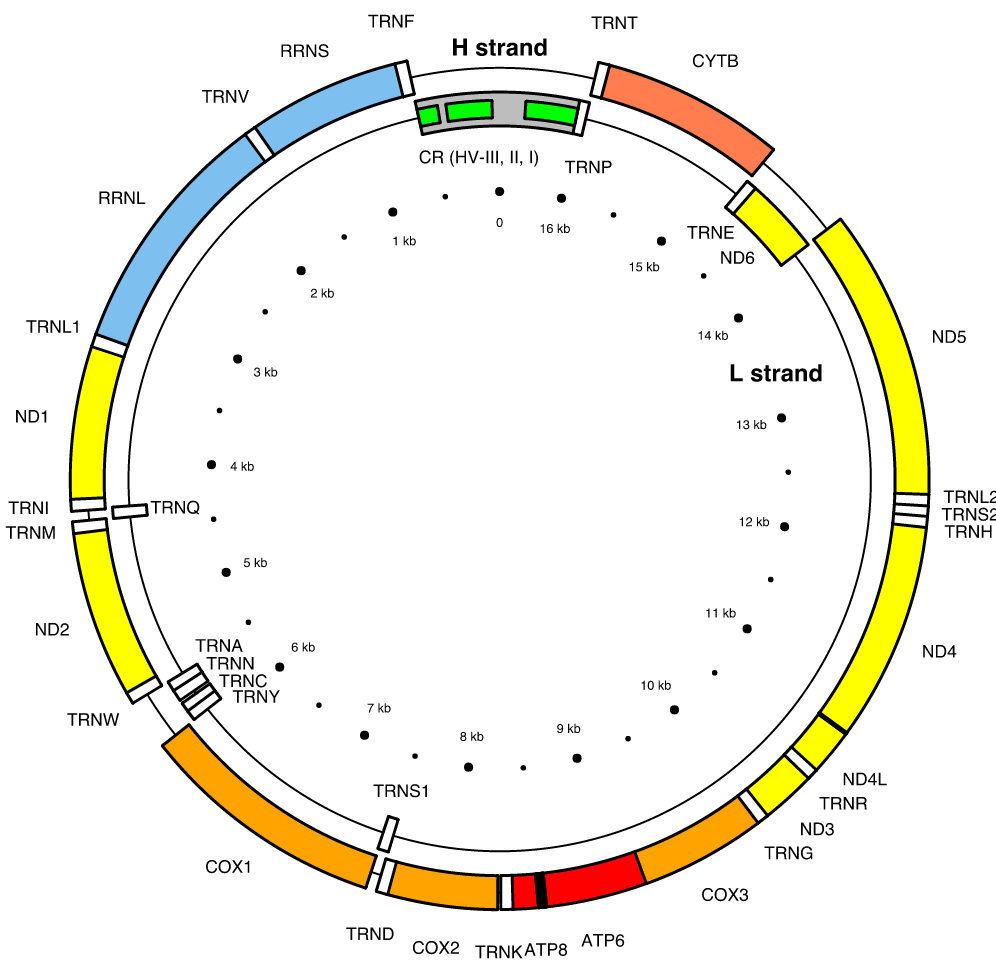 TRNF
TRNT
H strand
RRNS
CYTB
TRNV
CR (HV-III, II, I)
TRNP
RRNL
0
16 kb
1 kb
TRNE
15 kb
ND6
2 kb
TRNL1
14 kb
ND5
3 kb
L strand
ND1
13 kb
4 kb
TRNL2
TRNI
TRNQ
TRNS2
12 kb
TRNM
TRNH
5 kb
11 kb
ND2
TRNA
6 kb
ND4
TRNN
TRNC
10 kb
TRNY
7 kb
TRNW
9 kb
8 kb
ND4L
TRNS1
TRNR
ND3
TRNG
COX1
COX3
TRND
COX2
TRNK
ATP8
ATP6